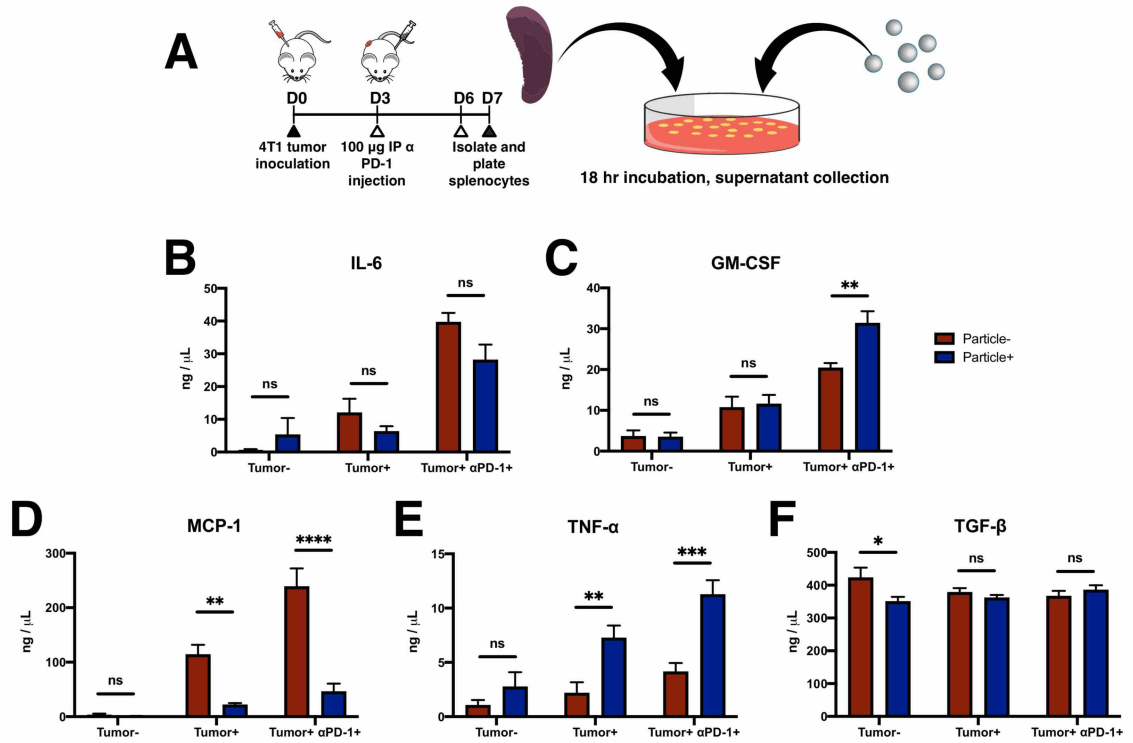 A
D0
D3
D6
D7
4T1 tumor
inoculation
100 µg IP α
PD-1
injection
Isolate and
plate
splenocytes
18 hr incubation, supernatant collection
B
IL-6
ng / µL
50
40
30
20
10
0
ns
ns
ns
Tumor-
Tumor+
Tumor+ αPD-1+
C
GM-CSF
ng / µL
40
30
20
10
0
ns
ns
**
Tumor-
Tumor+
Tumor+ αPD-1+
Particle-
Particle+
D
MCP-1
ng / µL
300
200
100
0
ns
**
****
Tumor-
Tumor+
Tumor+ αPD-1+
E
TNF-α
ng / µL
15
10
5
0
ns
**
***
Tumor-
Tumor+
Tumor+ αPD-1+
F
TGF-β
ng / µL
500
400
300
200
100
0
*
ns
ns
Tumor-
Tumor+
Tumor+ αPD-1+